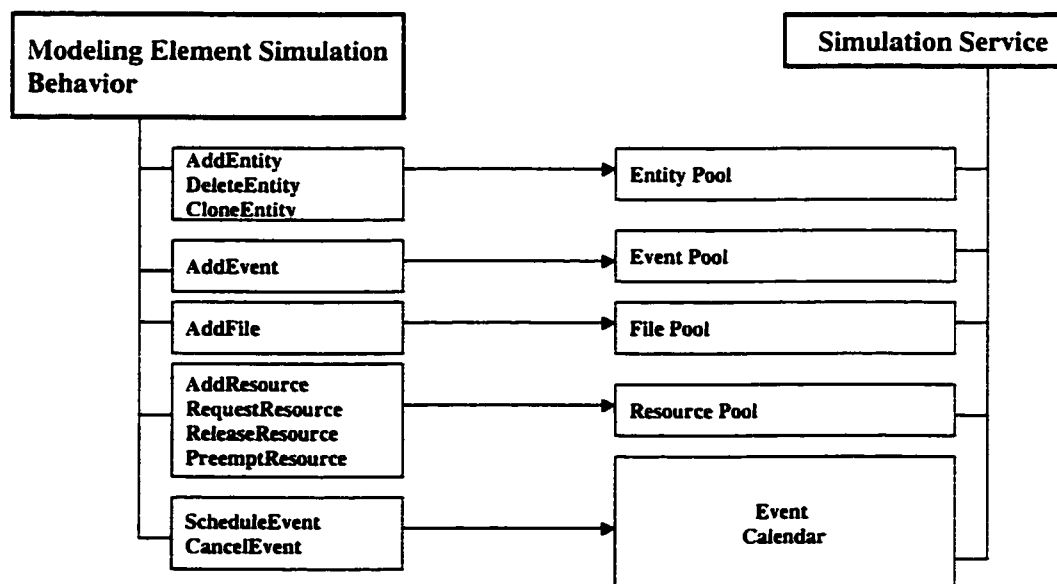 Modeling Element Simulation
Behavior
Simulation Service
AddEntity
DeleteEntity
CloneEntity
Entity Pool
AddEvent
Event Pool
AddFile
File Pool
AddResource
RequestResource
ReleaseResource
PreemptResource
Resource Pool
ScheduleEvent
CancelEvent
Event
Calendar